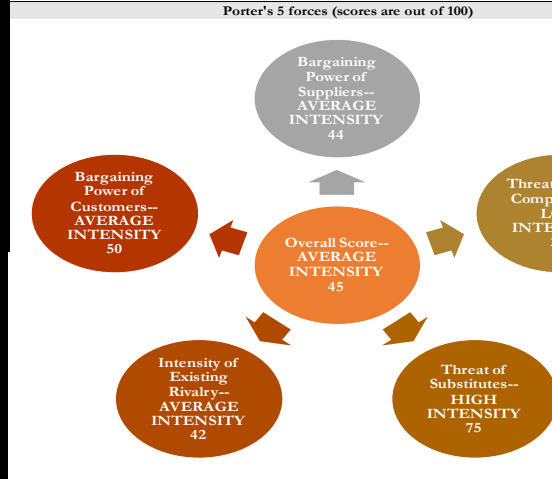 Porter's 5 forces (scores are out of 100)
Bargaining
Power of
Suppliers--
AVERAGE
INTENSITY
44
Bargaining
Power of
Customers--
AVERAGE
INTENSITY
50
Threat
Overall Score--
AVERAGE
INTENSITY
45
Intensity of
Existing
Rivalry--
AVERAGE
INTENSITY
42
Threat of
Substitutes--
HIGH
INTENSITY
75